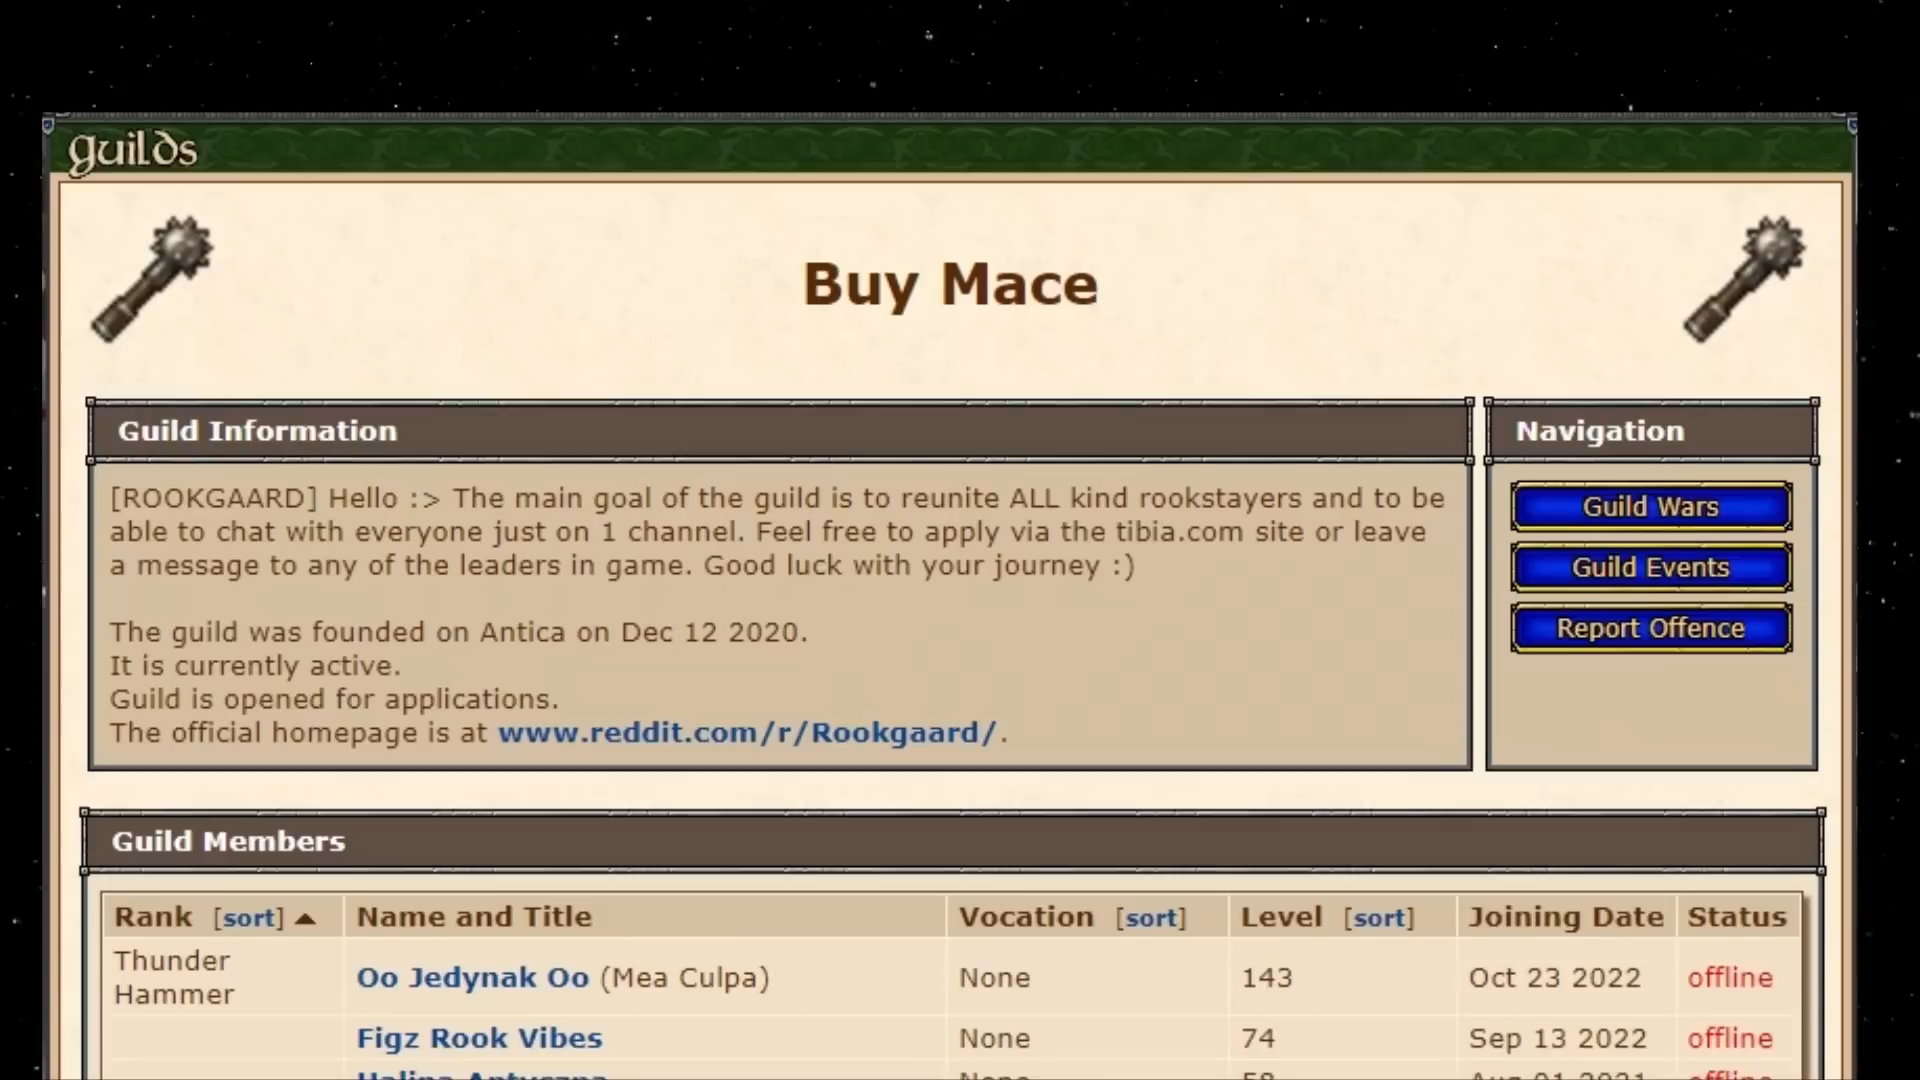 guilds
Buy Mace
Guild Information
Navigation
[ROOKGAARD] Hello :> The main goal of the guild is to reunite ALL kind rookstayers and to be
able to chat with everyone just on 1 channel. Feel free to apply via the tibia.com site or leave
a message to any of the leaders in game. Good luck with your journey :)
The guild was founded on Antica on Dec 12 2020.
It is currently active.
Guild is opened for applications.
The official homepage is at www.reddit.com/r/Rookgaard/.
Guild Wars
Guild Events
Report Offence
Guild Members
Rank [sort] Name and Title Vocation [sort] Level [sort] Joining Date Status
Thunder
Hammer
Oo Jedynak Oo (Mea Culpa) None 143 Oct 23 2022 offline
Figz Rook Vibes None 74 Sep 13 2022 offline